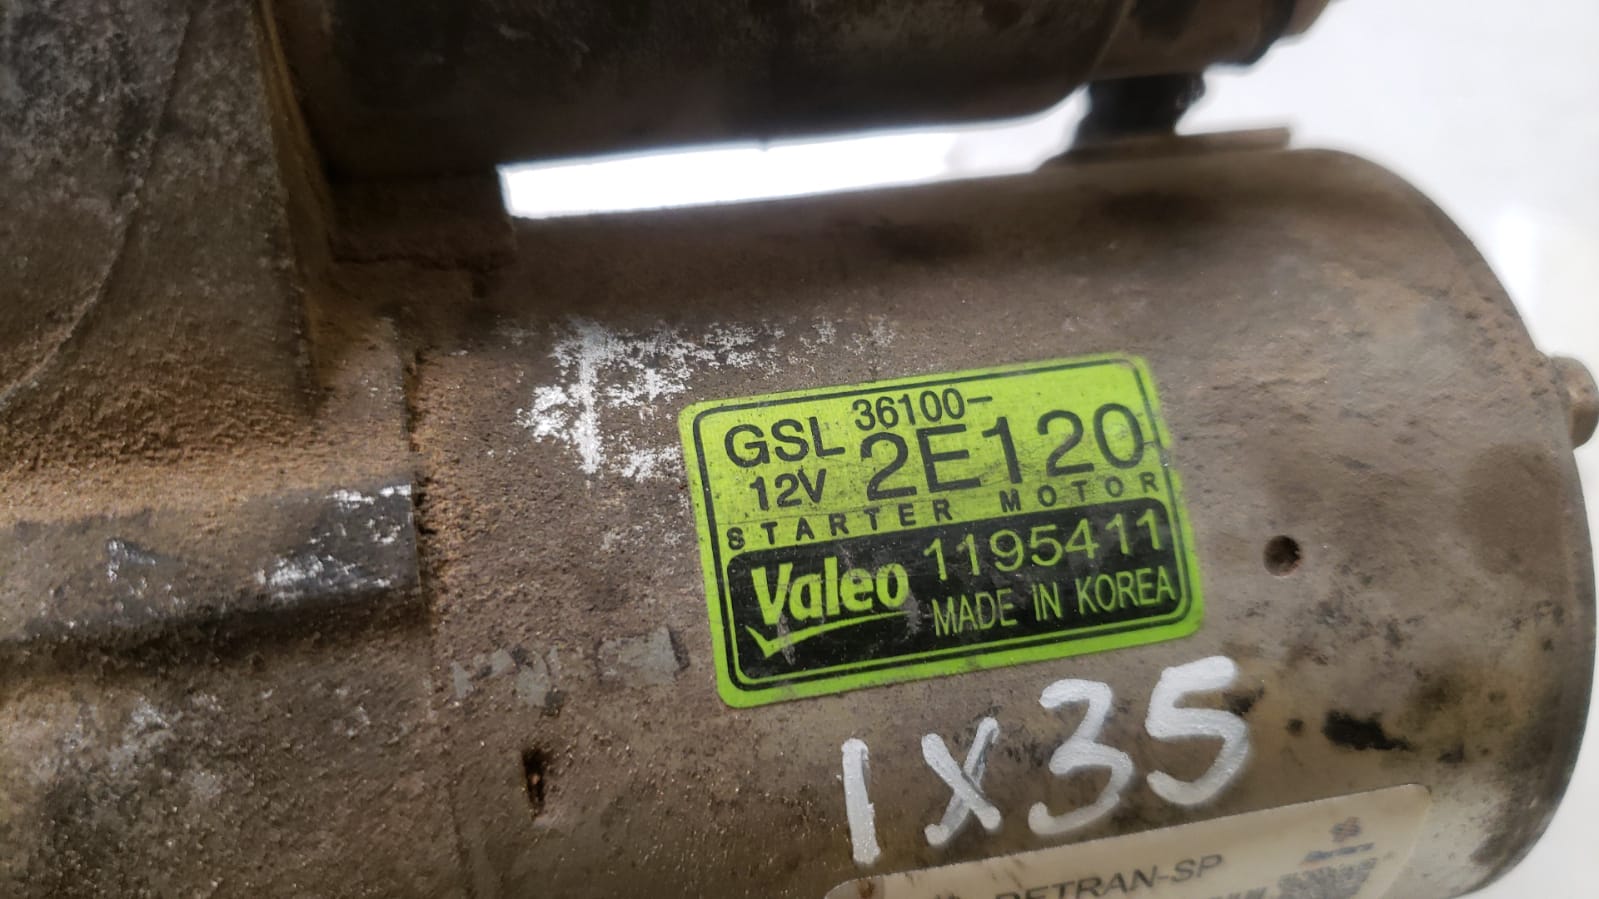 GSL 36100-
12V 2E120
STARTER MOTOR
Valeo 1195411
MADE IN KOREA
IX35
DETRAN-SP